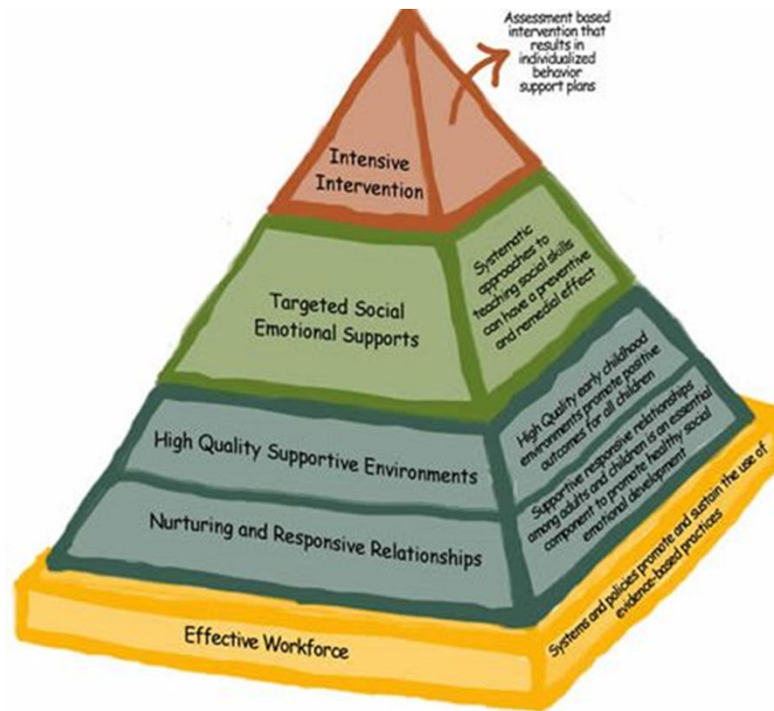 Assessment based
intervention that
results in
individualized
behavior
support plans
Intensive
Intervention
Systematic
approaches to
teaching social skills
can have a preventive
and remedial effect
Targeted Social
Emotional Supports
High Quality early childhood
environments promote positive
outcomes for all children
High Quality Supportive Environments
Supportive responsive relationships
among adults and children is an essential
component to promote healthy social
emotional development
Nurturing and Responsive Relationships
Systems and policies promote and sustain the use of
evidence-based practices
Effective Workforce